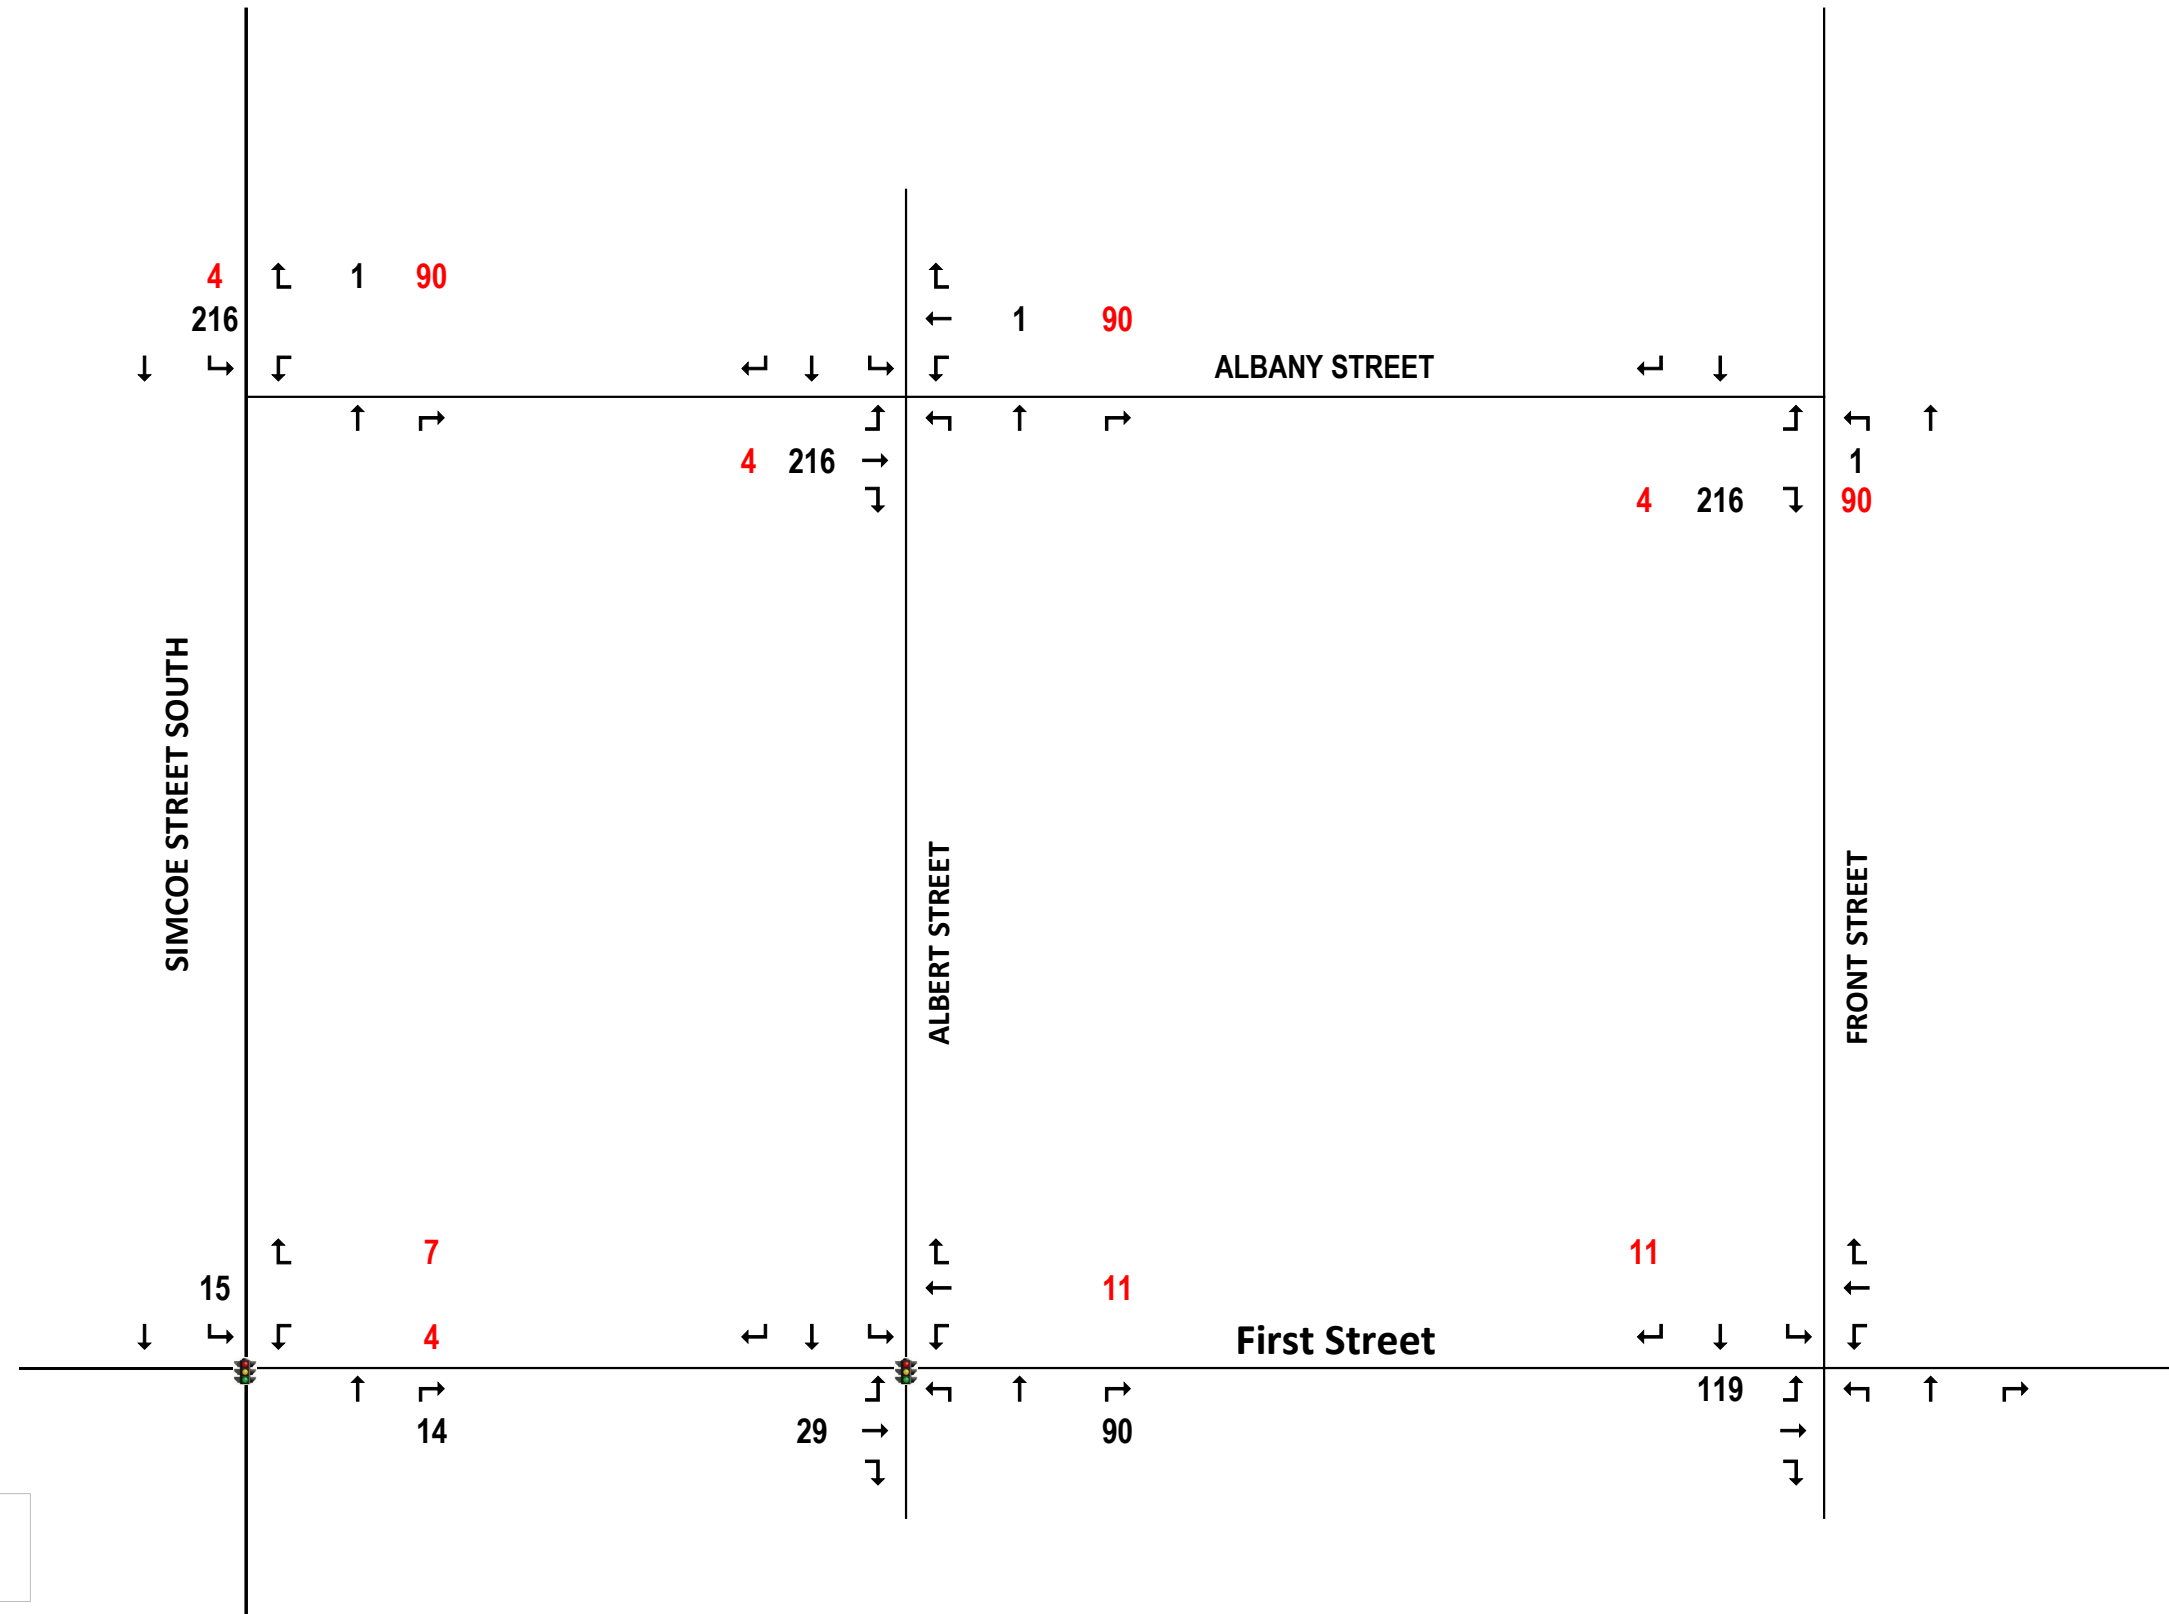 4 1 90
216 1 90
ALBANY STREET
4 216 1
4 216 90
SIMCOE STREET SOUTH
ALBERT STREET
FRONT STREET
7 11
15 11
4 First Street
119
14 29 90